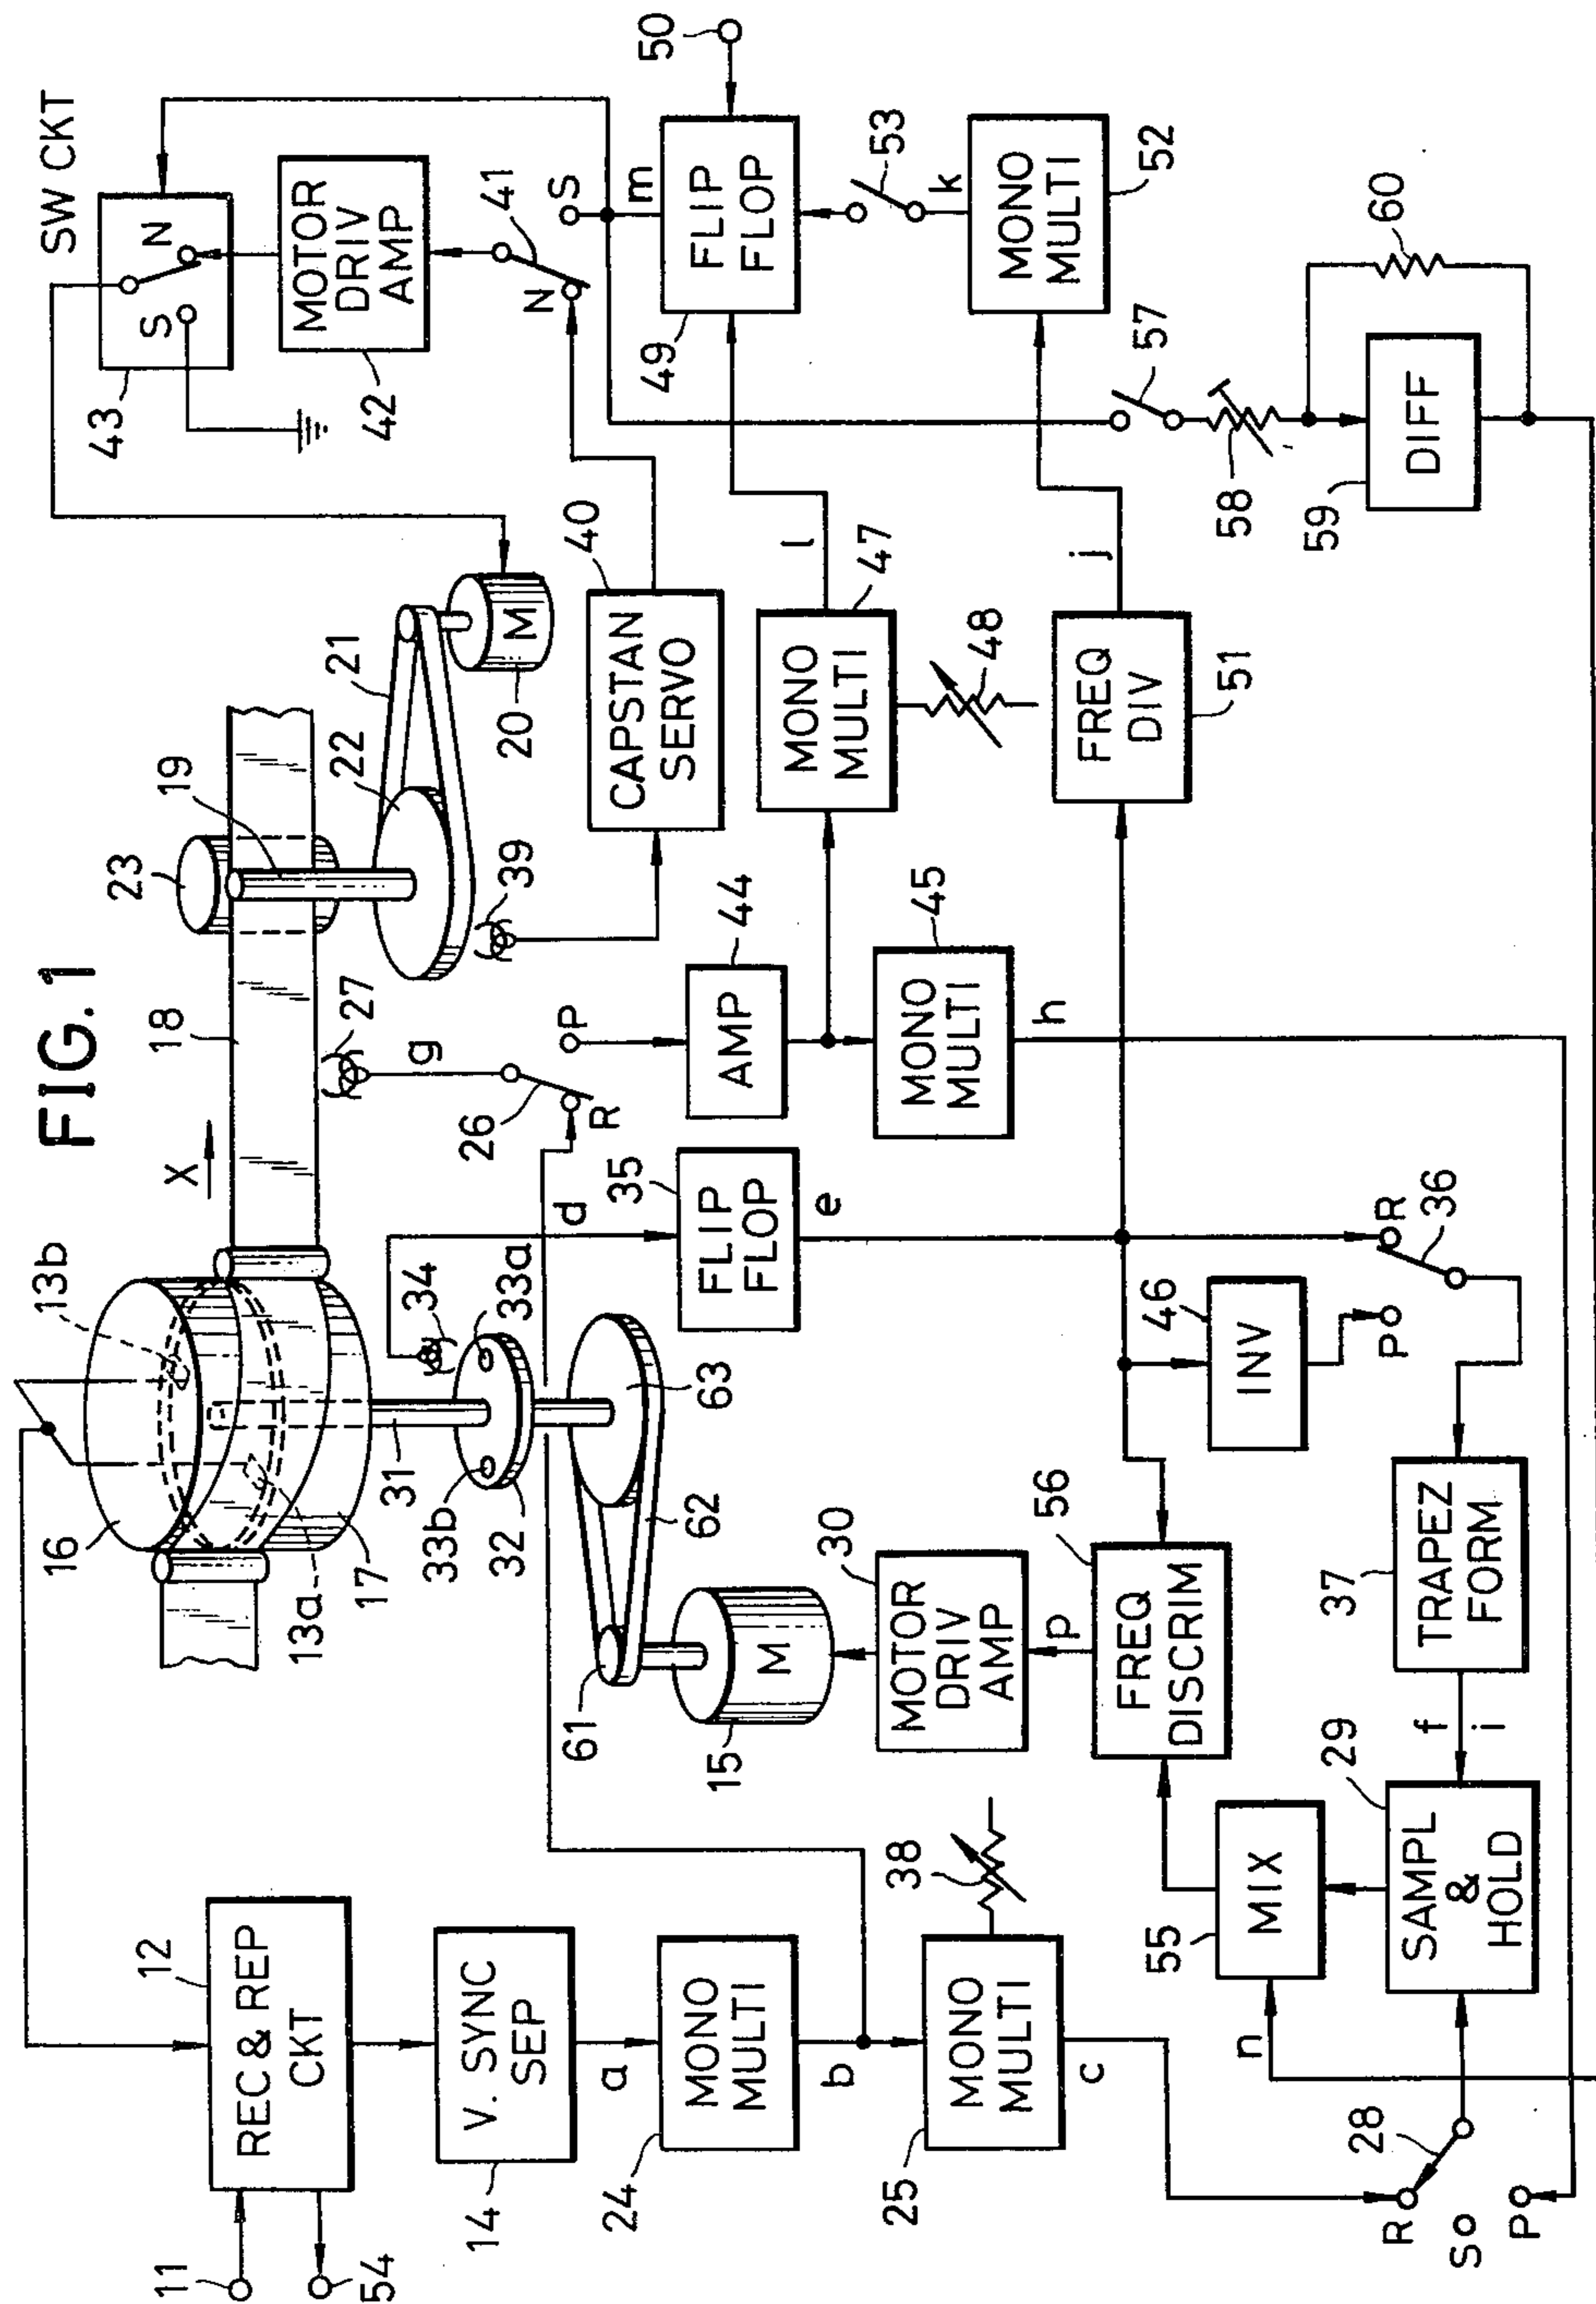 FIG. 1
11
54
12
REC & REP
CKT
14
V. SYNC
SEP
a
24
MONO
MULTI
b
25
MONO
MULTI
c
38
R
S
P
28
n
16
13b
13a
17
31
33b
33a
32
34
61
62
63
15
M
30
MOTOR
DRIV
AMP
p
56
FREQ
DISCRIM
55
MIX
29
SAMPL
&
HOLD
f
i
37
TRAPEZ
FORM
36
R
P
46
INV
35
FLIP
FLOP
d
e
X
18
27
g
26
R
P
44
AMP
45
MONO
MULTI
h
23
19
22
21
20
M
39
40
CAPSTAN
SERVO
47
MONO
MULTI
l
48
51
FREQ
DIV
j
SW CKT
43
S
N
42
MOTOR
DRIV
AMP
41
N
S
m
49
FLIP
FLOP
50
53
k
52
MONO
MULTI
57
58
59
DIFF
60